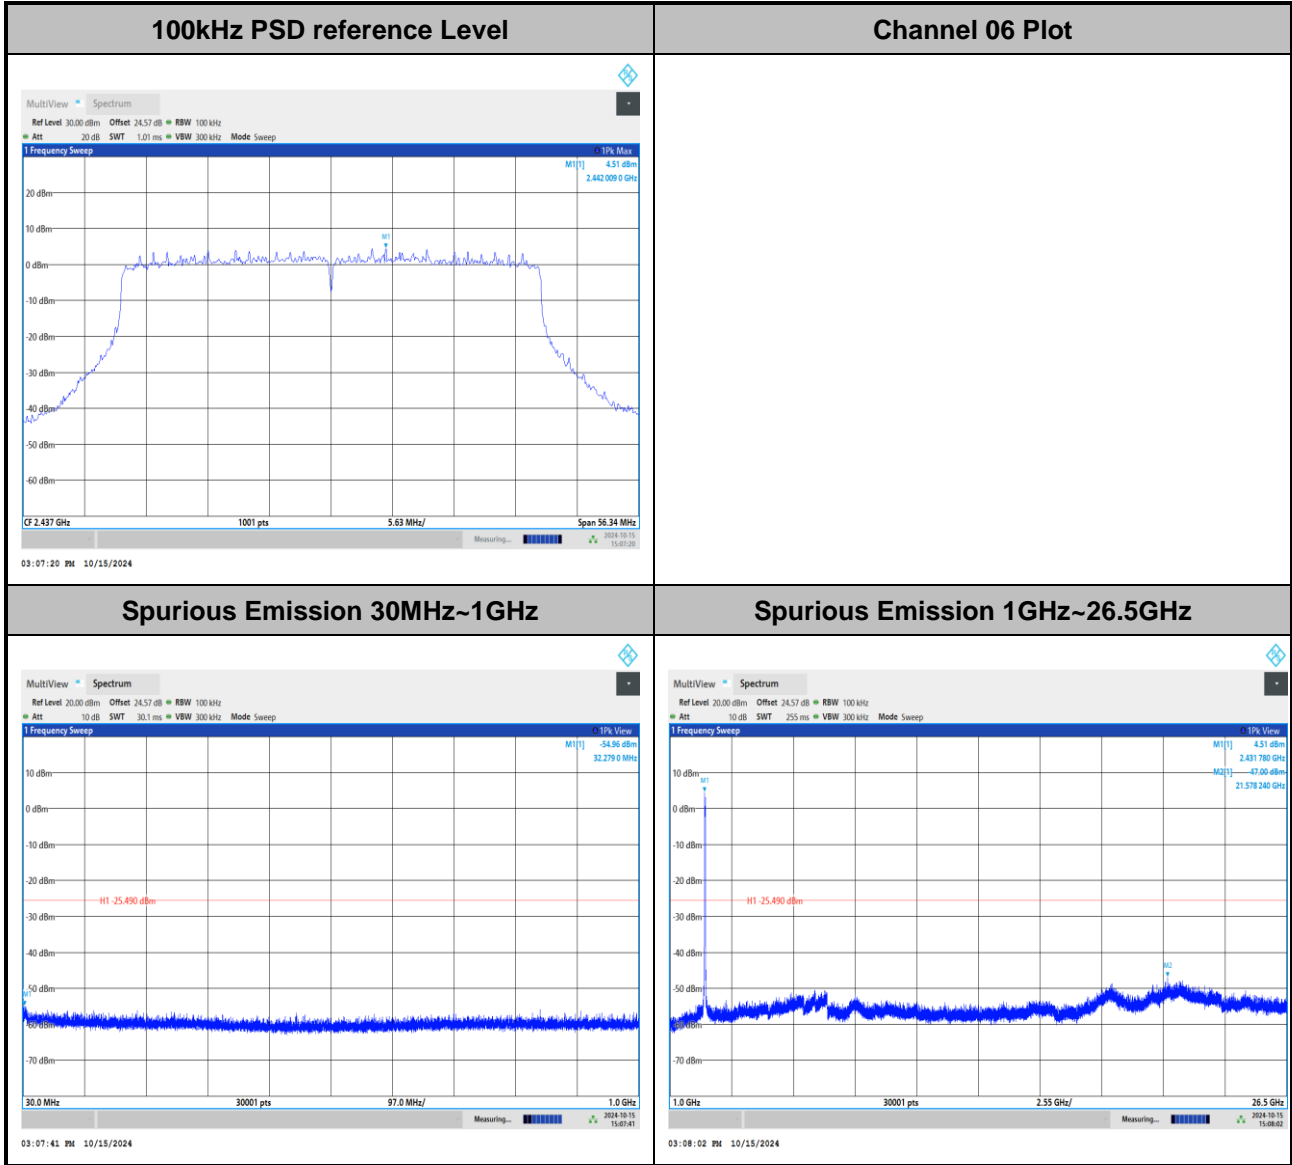 100kHz PSD reference Level
Channel 06 Plot
MultiView Spectrum
Ref Level 30.00 dBm Offset 24.57 dB RBW 100 kHz
Att 20 dB SWT 1.01 ms VBW 300 kHz Mode Sweep
1 Frequency Sweep 1Pk Max
M1[1] 4.51 dBm
2.442 009 0 GHz
20 dBm
10 dBm
M1
0 dBm
-10 dBm
-20 dBm
-30 dBm
-40 dBm
-50 dBm
-60 dBm
CF 2.437 GHz 1001 pts 5.63 MHz/ Span 56.34 MHz
Measuring... 2024-10-15
15:07:20
03:07:20 PM 10/15/2024
Spurious Emission 30MHz~1GHz
Spurious Emission 1GHz~26.5GHz
MultiView Spectrum
Ref Level 20.00 dBm Offset 24.57 dB RBW 100 kHz
Att 10 dB SWT 30.1 ms VBW 300 kHz Mode Sweep
1 Frequency Sweep 1Pk View
M1[1] -54.96 dBm
32.279 0 MHz
10 dBm
0 dBm
-10 dBm
-20 dBm
H1 -25.490 dBm
-30 dBm
-40 dBm
-50 dBm
M1
-60 dBm
-70 dBm
30.0 MHz 30001 pts 97.0 MHz/ 1.0 GHz
Measuring... 2024-10-15
15:07:41
03:07:41 PM 10/15/2024
MultiView Spectrum
Ref Level 20.00 dBm Offset 24.57 dB RBW 100 kHz
Att 10 dB SWT 255 ms VBW 300 kHz Mode Sweep
1 Frequency Sweep 1Pk View
M1[1] 4.51 dBm
2.431 780 GHz
M2[1] -47.00 dBm
21.578 240 GHz
10 dBm
M1
0 dBm
-10 dBm
-20 dBm
H1 -25.490 dBm
-30 dBm
-40 dBm
M2
-50 dBm
-60 dBm
-70 dBm
1.0 GHz 30001 pts 2.55 GHz/ 26.5 GHz
Measuring... 2024-10-15
15:08:02
03:08:02 PM 10/15/2024